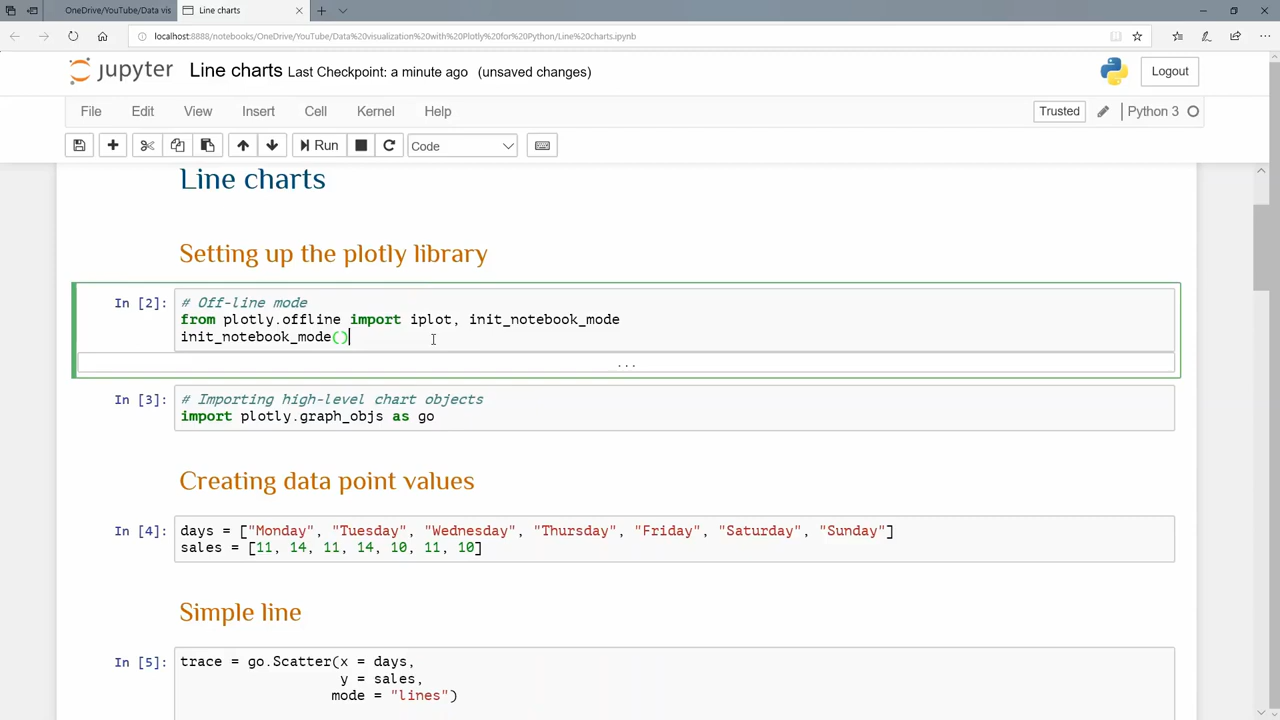 OneDrive/YouTube/Data vis
Line charts
localhost:8888/notebooks/OneDrive/YouTube/Data%20visualization%20with%20Plotly%20for%20Python/Line%20charts.ipynb
jupyter Line charts Last Checkpoint: a minute ago (unsaved changes)
Logout
File Edit View Insert Cell Kernel Help
Trusted
Python 3
Run
Code
Line charts
Setting up the plotly library
In [2]: # Off-line mode
from plotly.offline import iplot, init_notebook_mode
init_notebook_mode()
...
In [3]: # Importing high-level chart objects
import plotly.graph_objs as go
Creating data point values
In [4]: days = ["Monday", "Tuesday", "Wednesday", "Thursday", "Friday", "Saturday", "Sunday"]
sales = [11, 14, 11, 14, 10, 11, 10]
Simple line
In [5]: trace = go.Scatter(x = days,
y = sales,
mode = "lines")